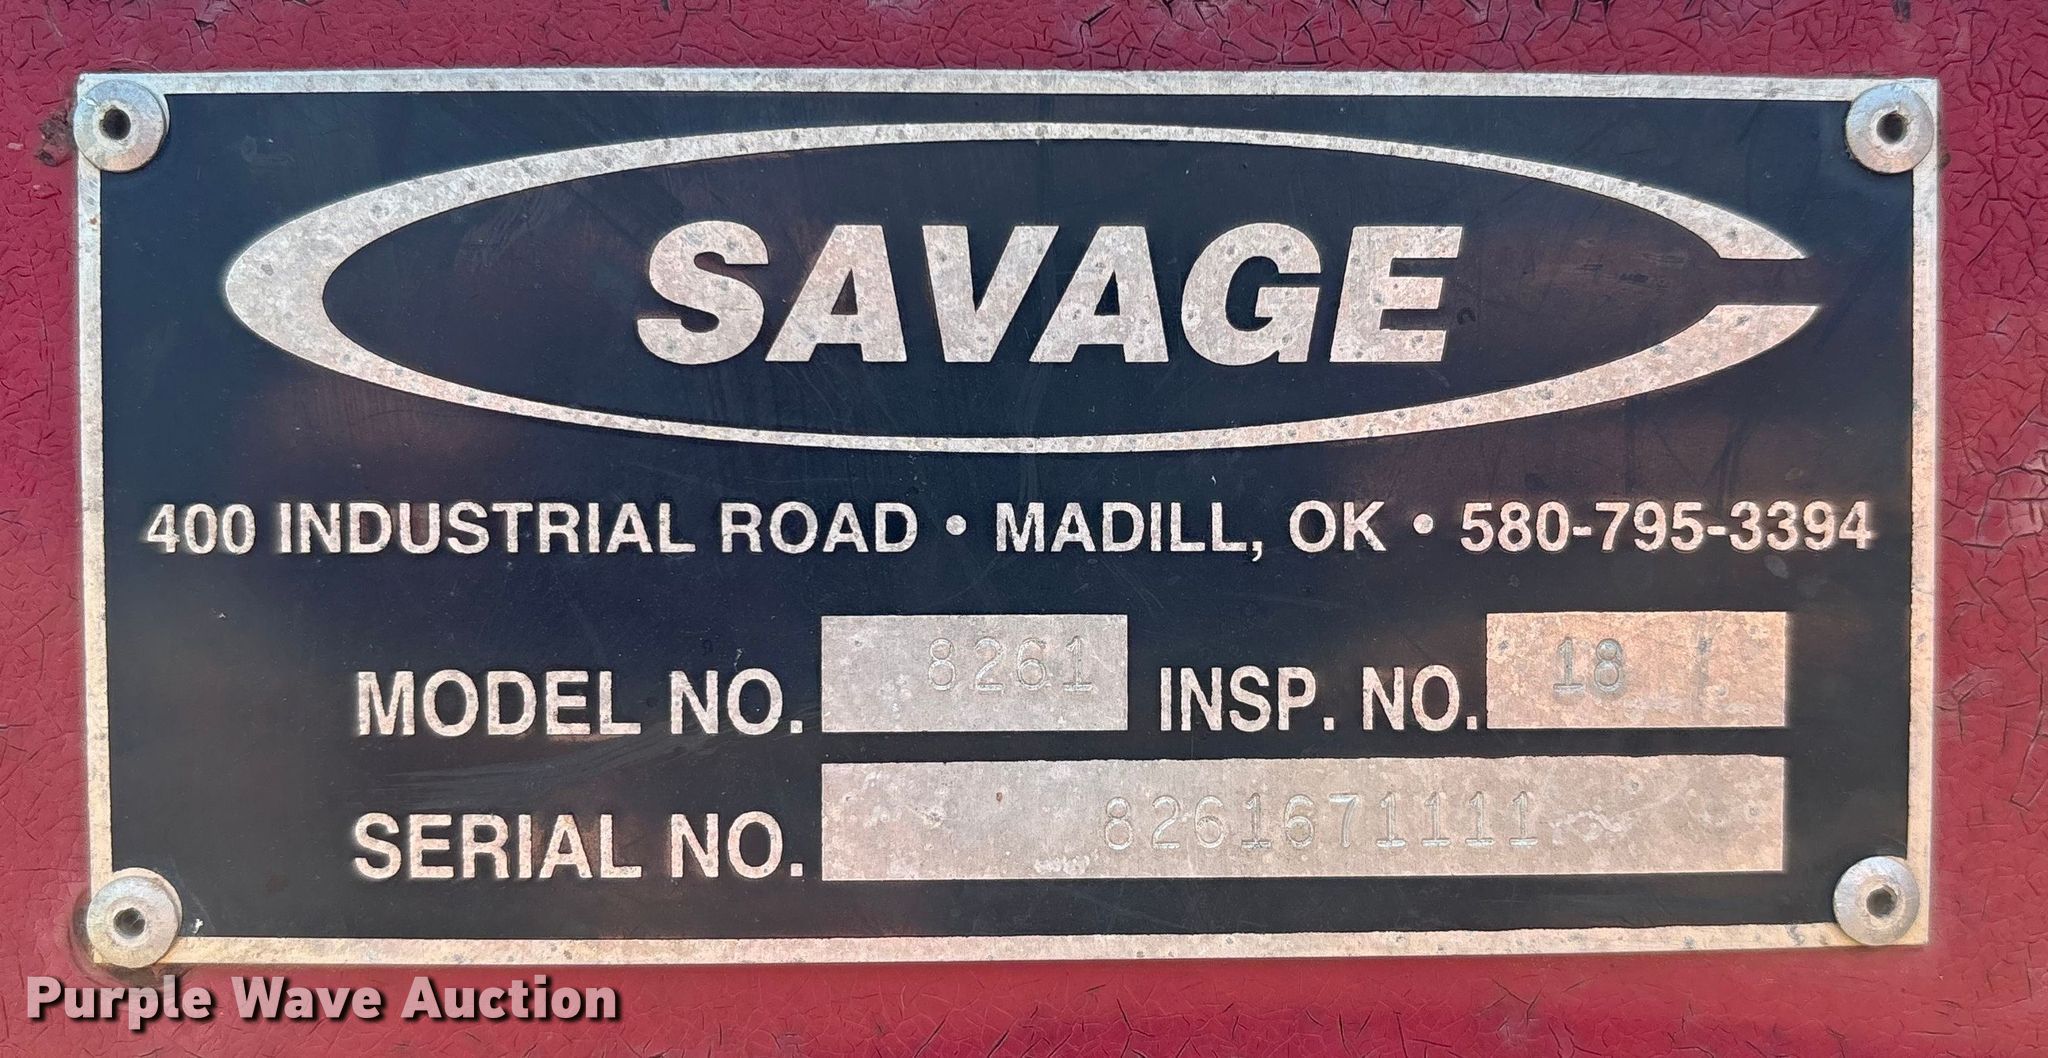 SAVAGE
400 INDUSTRIAL ROAD • MADILL, OK • 580-795-3394
MODEL NO. 8261 INSP. NO. 18
SERIAL NO. 8261671111
Purple Wave Auction